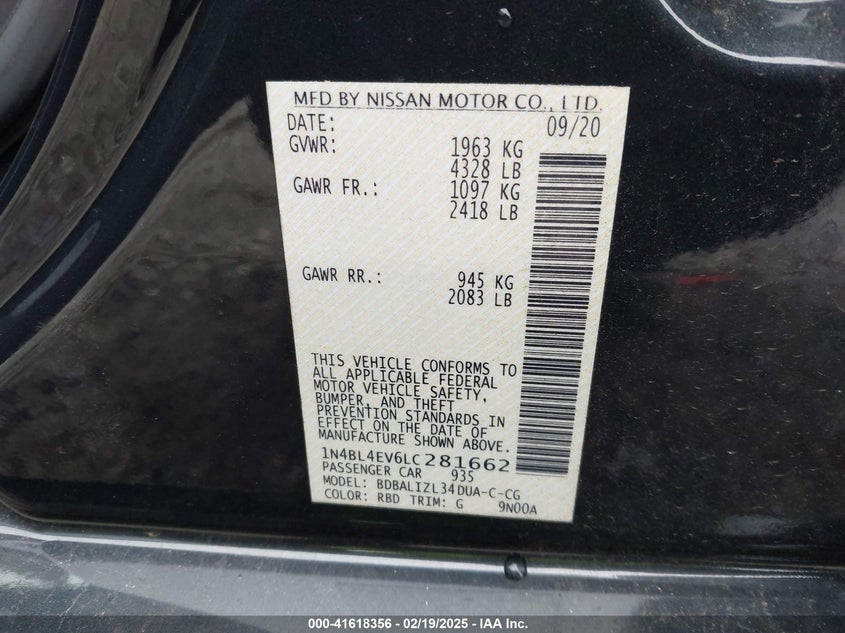 MFD BY NISSAN MOTOR CO., LTD.
DATE: 09/20
GVWR: 1963 KG
4328 LB
GAWR FR.: 1097 KG
2418 LB
GAWR RR.: 945 KG
2083 LB
THIS VEHICLE CONFORMS TO
ALL APPLICABLE FEDERAL
MOTOR VEHICLE SAFETY,
BUMPER, AND THEFT
PREVENTION STANDARDS IN
EFFECT ON THE DATE OF
MANUFACTURE SHOWN ABOVE.
1N4BL4EV6LC281662
PASSENGER CAR 935
MODEL: BDBALIZL34DUA-C-CG
COLOR: RBD TRIM: G 9N00A
000-41618356 - 02/19/2025 - IAA Inc.